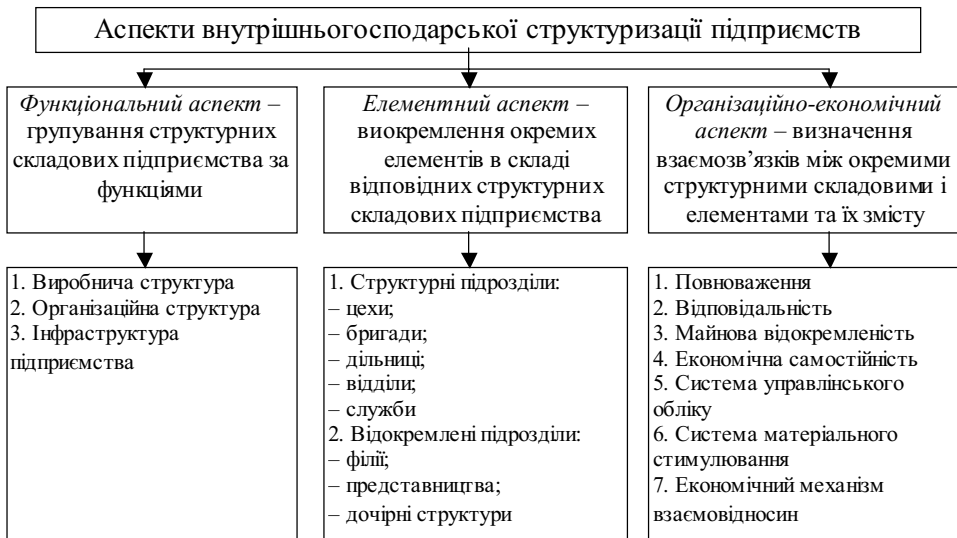 Аспекти внутрішньогосподарської структуризації підприємств
Функціональний аспект –
групування структурних
складових підприємства за
функціями
Елементний аспект –
виокремлення окремих
елементів в складі
відповідних структурних
складових підприємства
Організаційно-економічний
аспект – визначення
взаємозв’язків між окремими
структурними складовими і
елементами та їх змісту
1. Виробнича структура
2. Організаційна структура
3. Інфраструктура
підприємства
1. Структурні підрозділи:
– цехи;
– бригади;
– дільниці;
– відділи;
– служби
2. Відокремлені підрозділи:
– філії;
– представництва;
– дочірні структури
1. Повноваження
2. Відповідальність
3. Майнова відокремленість
4. Економічна самостійність
5. Система управлінського
обліку
6. Система матеріального
стимулювання
7. Економічний механізм
взаємовідносин